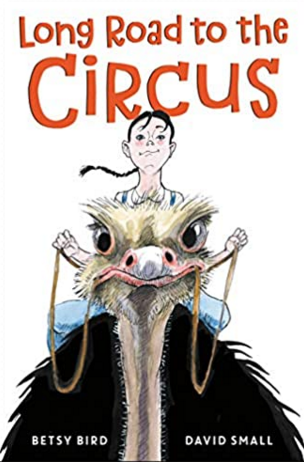 Long Road to the
Circus
BETSY BIRD
DAVID SMALL